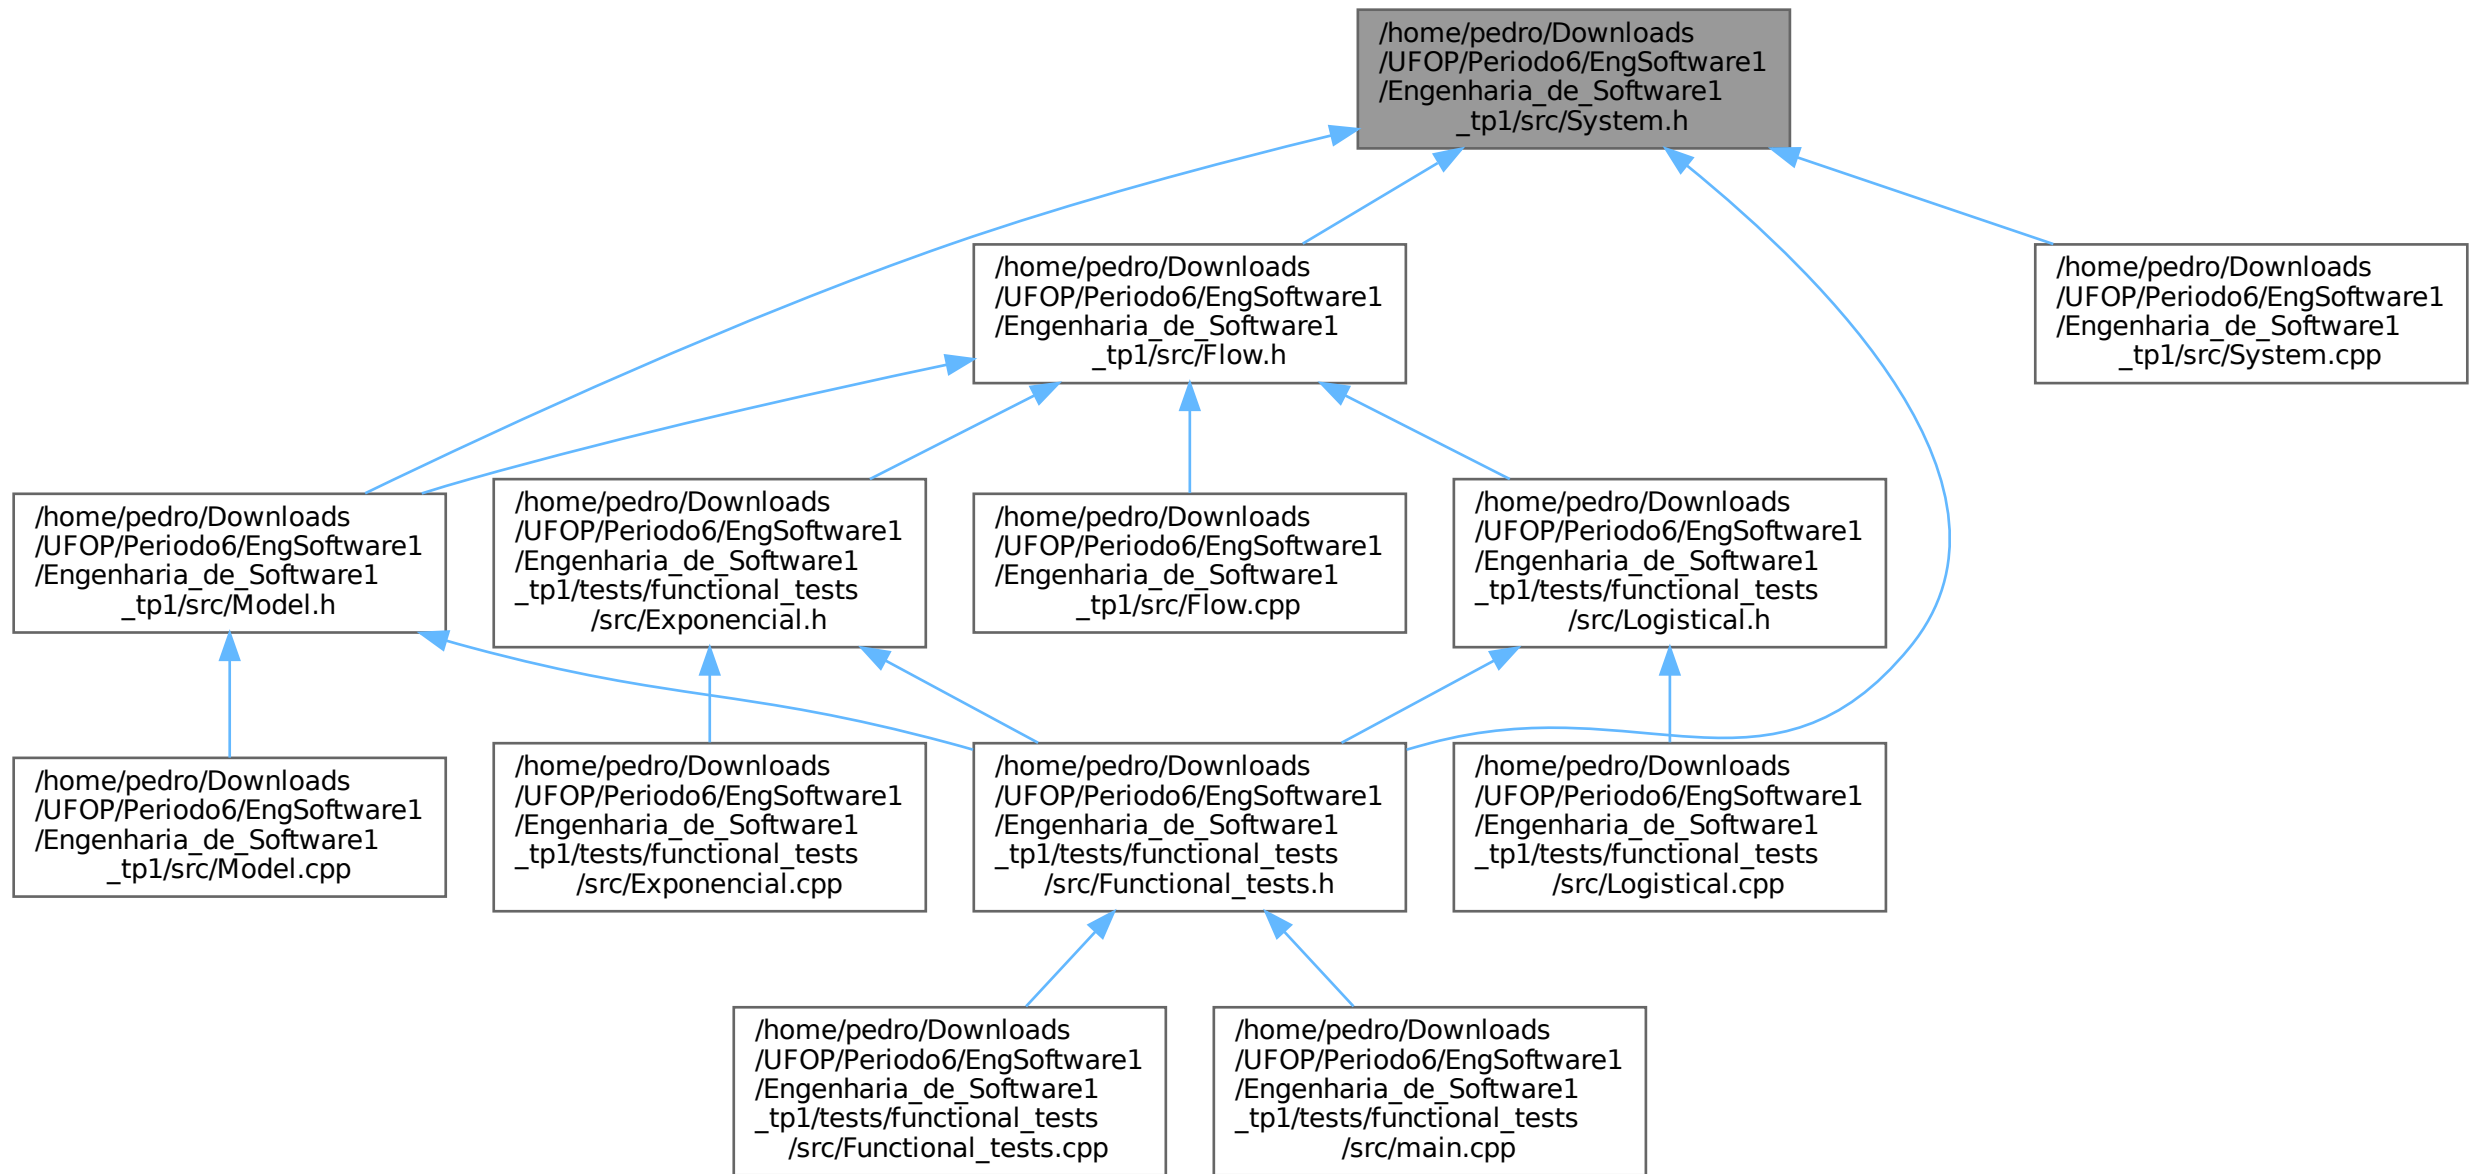 /home/pedro/Downloads
/UFOP/Periodo6/EngSoftware1
/Engenharia_de_Software1
_tp1/src/System.h
/home/pedro/Downloads
/UFOP/Periodo6/EngSoftware1
/Engenharia_de_Software1
_tp1/src/Flow.h
/home/pedro/Downloads
/UFOP/Periodo6/EngSoftware1
/Engenharia_de_Software1
_tp1/src/System.cpp
/home/pedro/Downloads
/UFOP/Periodo6/EngSoftware1
/Engenharia_de_Software1
_tp1/src/Model.h
/home/pedro/Downloads
/UFOP/Periodo6/EngSoftware1
/Engenharia_de_Software1
_tp1/tests/functional_tests
/src/Exponencial.h
/home/pedro/Downloads
/UFOP/Periodo6/EngSoftware1
/Engenharia_de_Software1
_tp1/src/Flow.cpp
/home/pedro/Downloads
/UFOP/Periodo6/EngSoftware1
/Engenharia_de_Software1
_tp1/tests/functional_tests
/src/Logistical.h
/home/pedro/Downloads
/UFOP/Periodo6/EngSoftware1
/Engenharia_de_Software1
_tp1/src/Model.cpp
/home/pedro/Downloads
/UFOP/Periodo6/EngSoftware1
/Engenharia_de_Software1
_tp1/tests/functional_tests
/src/Exponencial.cpp
/home/pedro/Downloads
/UFOP/Periodo6/EngSoftware1
/Engenharia_de_Software1
_tp1/tests/functional_tests
/src/Functional_tests.h
/home/pedro/Downloads
/UFOP/Periodo6/EngSoftware1
/Engenharia_de_Software1
_tp1/tests/functional_tests
/src/Logistical.cpp
/home/pedro/Downloads
/UFOP/Periodo6/EngSoftware1
/Engenharia_de_Software1
_tp1/tests/functional_tests
/src/Functional_tests.cpp
/home/pedro/Downloads
/UFOP/Periodo6/EngSoftware1
/Engenharia_de_Software1
_tp1/tests/functional_tests
/src/main.cpp